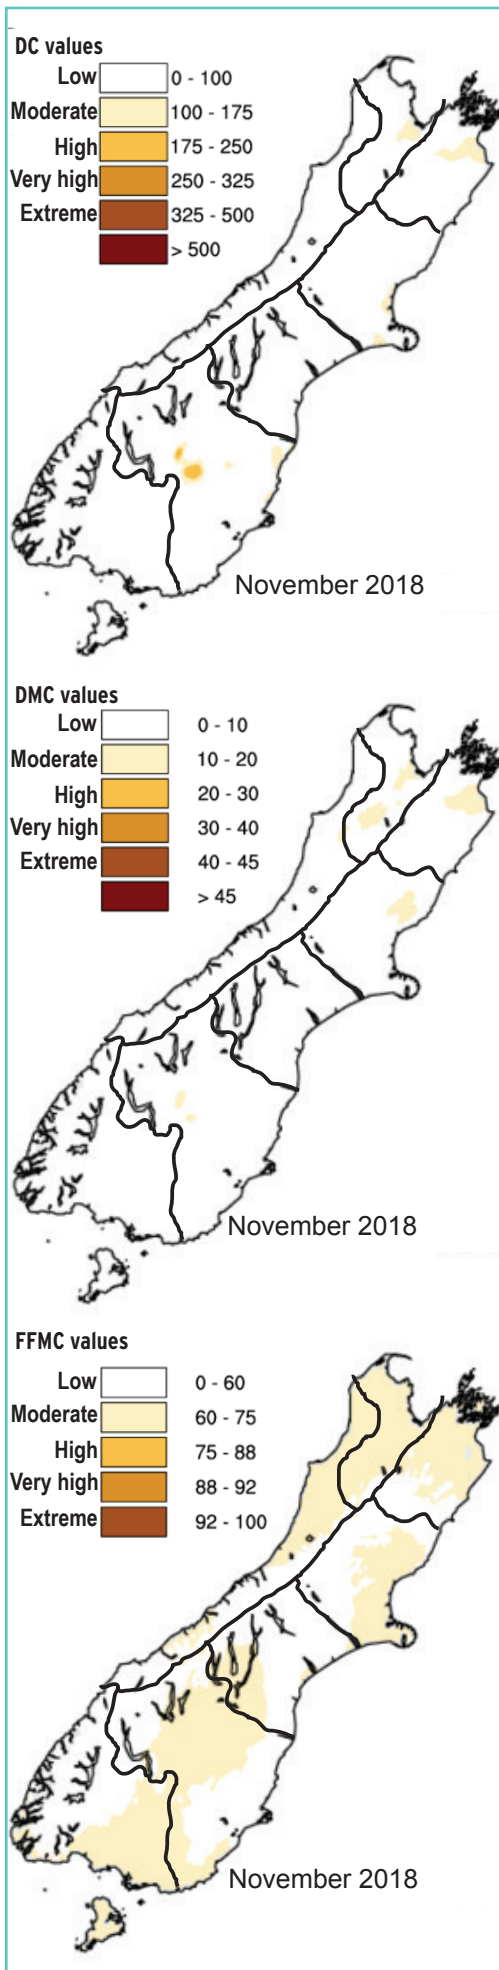 DC values
Low 0 - 100
Moderate 100 - 175
High 175 - 250
Very high 250 - 325
Extreme 325 - 500
> 500
November 2018
DMC values
Low 0 - 10
Moderate 10 - 20
High 20 - 30
Very high 30 - 40
Extreme 40 - 45
> 45
November 2018
FFMC values
Low 0 - 60
Moderate 60 - 75
High 75 - 88
Very high 88 - 92
Extreme 92 - 100
November 2018